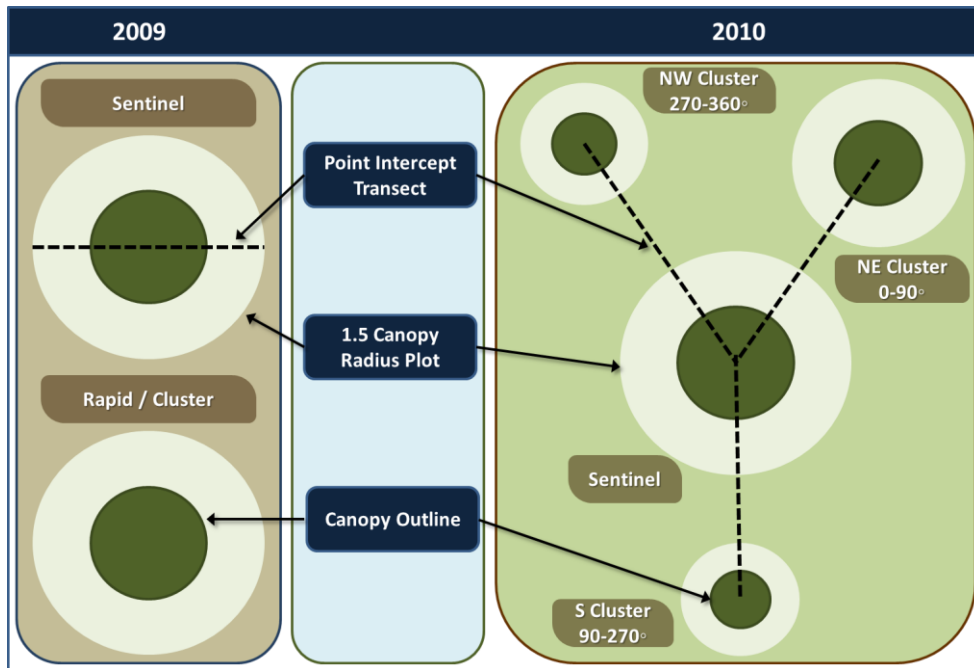 2009
2010
Sentinel
Rapid / Cluster
Point Intercept
Transect
1.5 Canopy
Radius Plot
Canopy Outline
NW Cluster
270-360°
NE Cluster
0-90°
Sentinel
S Cluster
90-270°